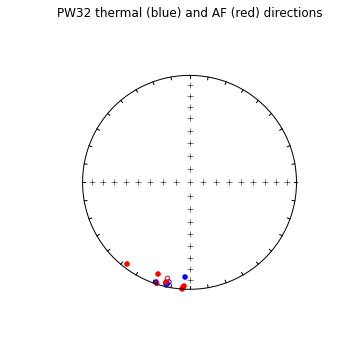 PW32 thermal (blue) and AF (red) directions